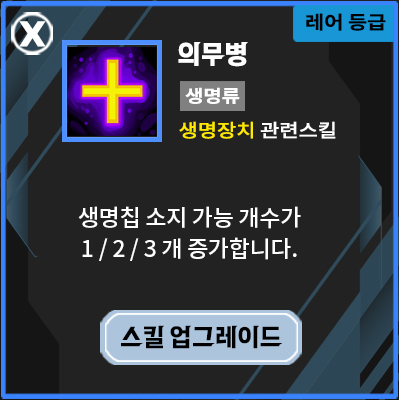 X
레어 등급
의무병
생명류
생명장치 관련스킬
생명칩 소지 가능 개수가
1 / 2 / 3 개 증가합니다.
스킬 업그레이드